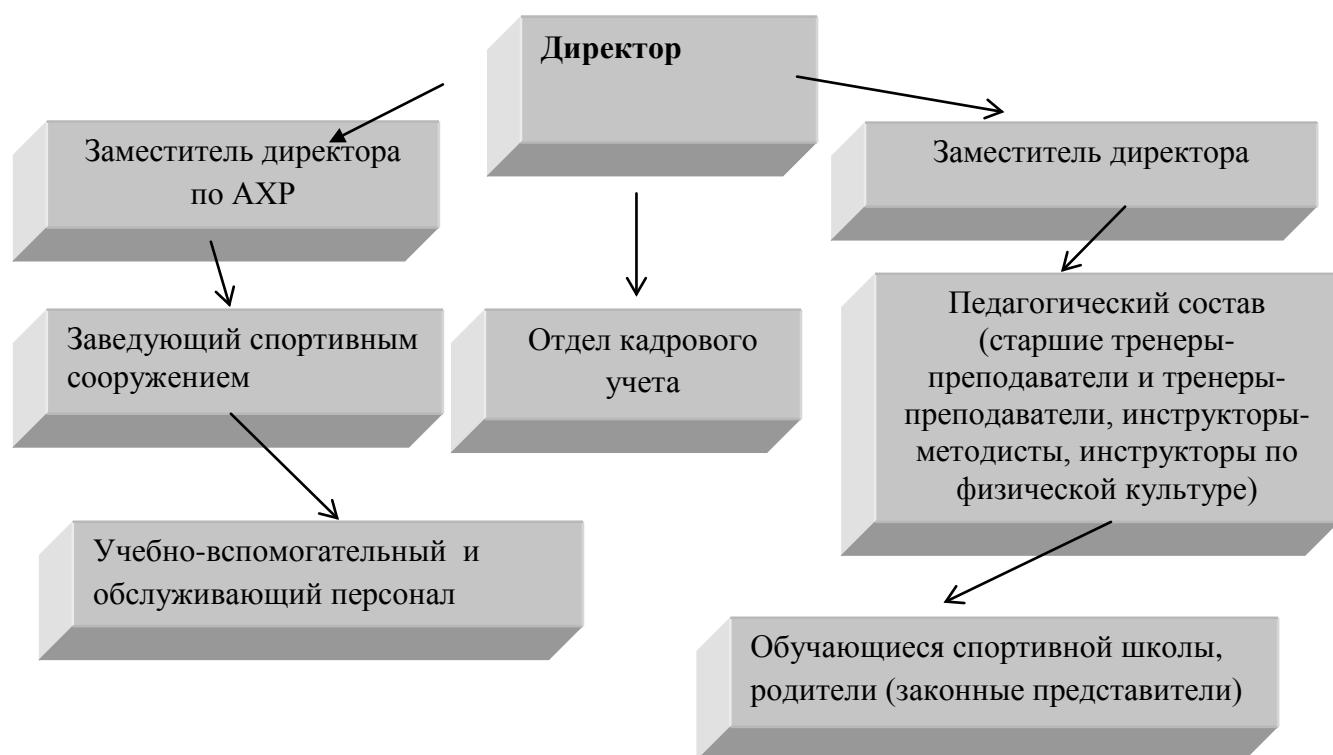 Директор
Заместитель директора
по АХР
Заместитель директора
Заведующий спортивным
сооружением
Отдел кадрового
учета
Педагогический состав
(старшие тренеры-
преподаватели и тренеры-
преподаватели, инструкторы-
методисты, инструкторы по
физической культуре)
Учебно-вспомогательный  и
обслуживающий персонал
Обучающиеся спортивной школы,
родители (законные представители)